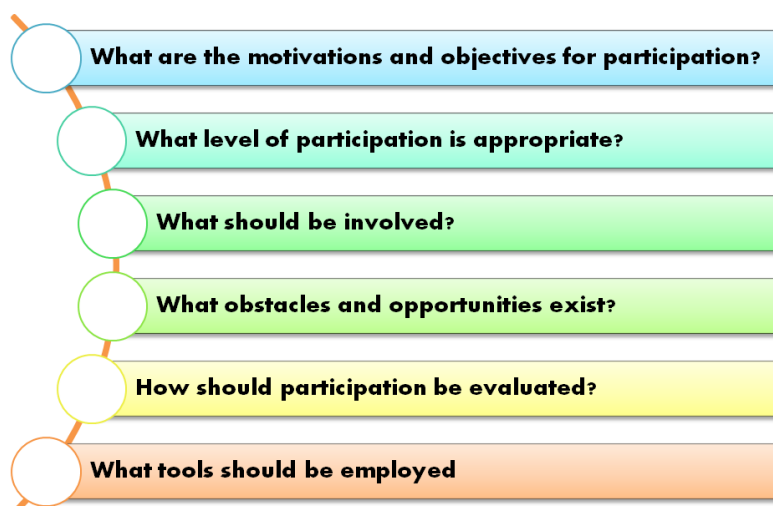 What are the motivations and objectives for participation?
What level of participation is appropriate?
What should be involved?
What obstacles and opportunities exist?
How should participation be evaluated?
What tools should be employed